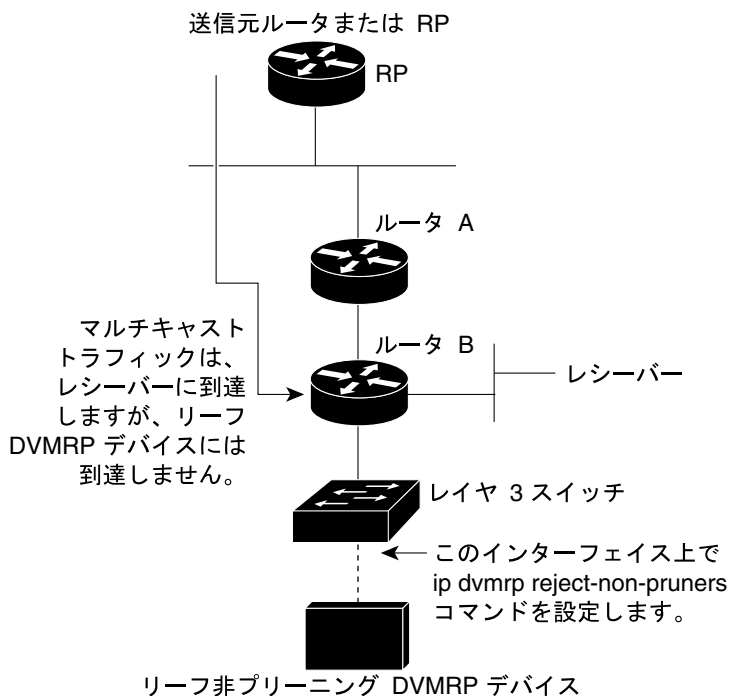 送信元ルータまたは RP
RP
ルータ A
マルチキャスト
トラフィックは、
レシーバーに到達
しますが、リーフ
DVMRP デバイスには
到達しません。
ルータ B
レシーバー
レイヤ 3 スイッチ
このインターフェイス上で
ip dvmrp reject-non-pruners
コマンドを設定します。
リーフ非プリーニング DVMRP デバイス